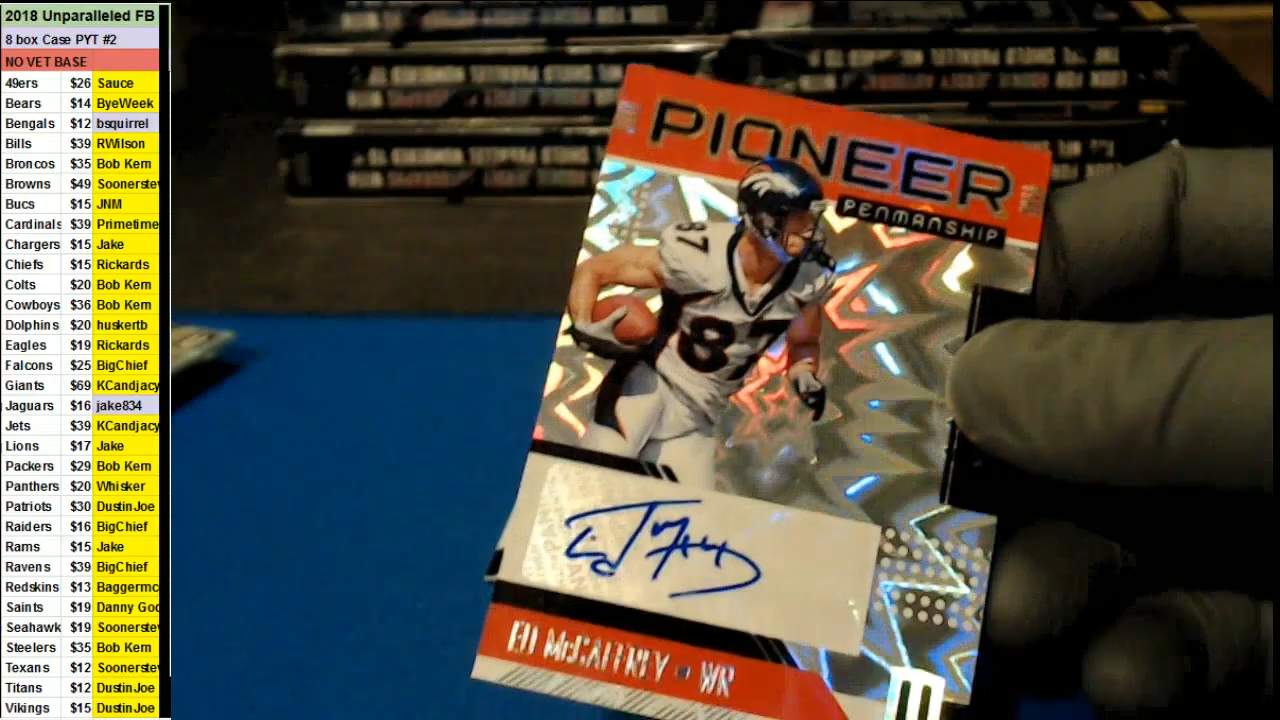 2018 Unparalleled FB
8 box Case PYT #2
NO VET BASE
49ers $26 Sauce
Bears $14 ByeWeek
Bengals $12 bsquirrel
Bills $39 RWilson
Broncos $35 Bob Kern
Browns $49 Soonerstev
Bucs $15 JNM
Cardinals $39 Primetime
Chargers $15 Jake
Chiefs $15 Rickards
Colts $20 Bob Kern
Cowboys $36 Bob Kern
Dolphins $20 huskertb
Eagles $19 Rickards
Falcons $25 BigChief
Giants $69 KCandjacy
Jaguars $16 jake834
Jets $39 KCandjacy
Lions $17 Jake
Packers $29 Bob Kern
Panthers $20 Whisker
Patriots $30 DustinJoe
Raiders $16 BigChief
Rams $15 Jake
Ravens $39 BigChief
Redskins $13 Baggermc
Saints $19 Danny Goo
Seahawk $19 Soonerstev
Steelers $35 Bob Kern
Texans $12 Soonerstev
Titans $12 DustinJoe
Vikings $15 DustinJoe
PIONEER
PENMANSHIP
87
87
ED McCAFFREY - WR